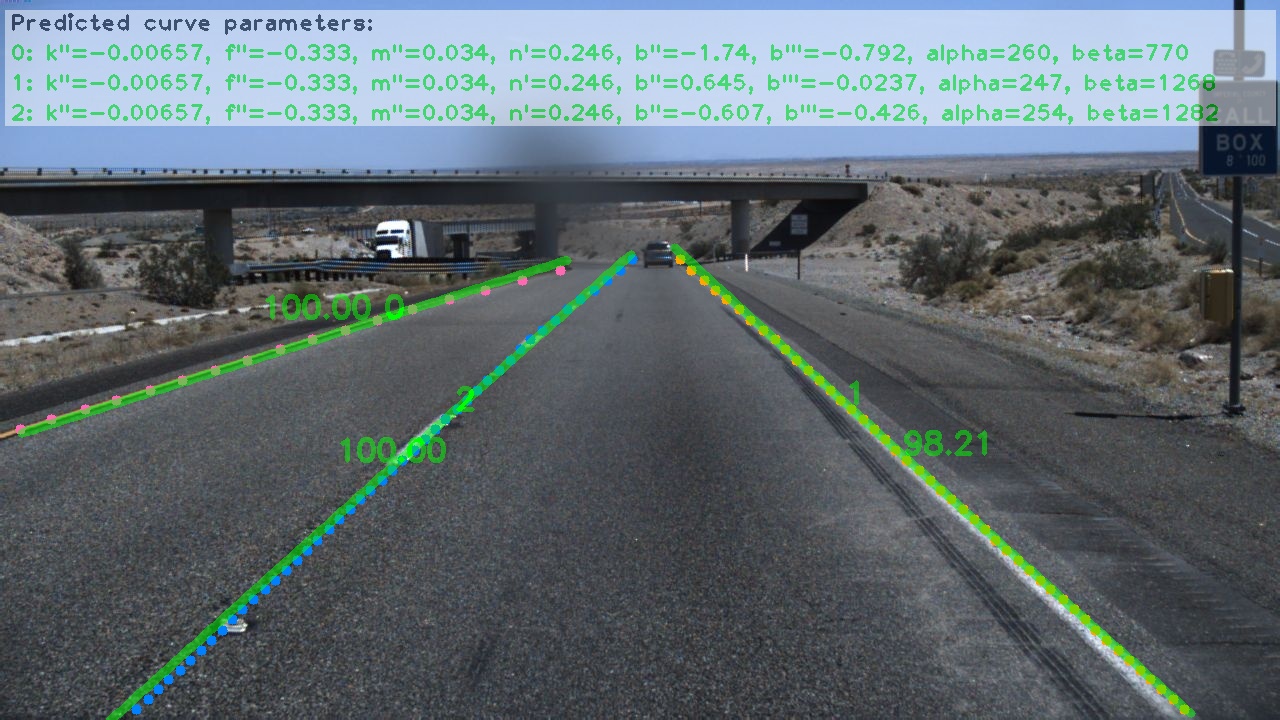 Predicted curve parameters:
0: k''=-0.00657, f''=-0.333, m''=0.034, n'=0.246, b''=-1.74, b'''=-0.792, alpha=260, beta=770
1: k''=-0.00657, f''=-0.333, m''=0.034, n'=0.246, b''=0.645, b'''=-0.0237, alpha=247, beta=1268
2: k''=-0.00657, f''=-0.333, m''=0.034, n'=0.246, b''=-0.607, b'''=-0.426, alpha=254, beta=1282
CALL
BOX
8 100
100.00 0
2
1
100.00
98.21